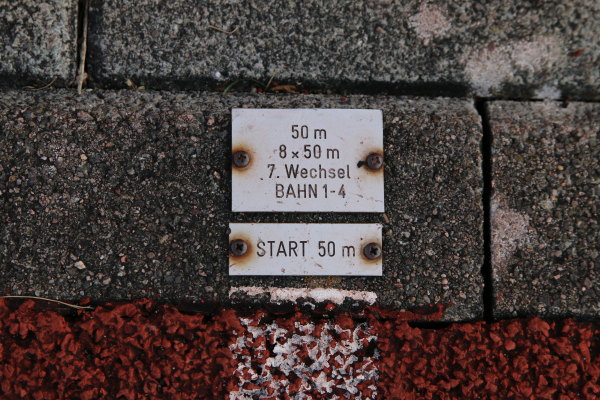 50 m
8 × 50 m
7. Wechsel
BAHN 1-4
START 50 m